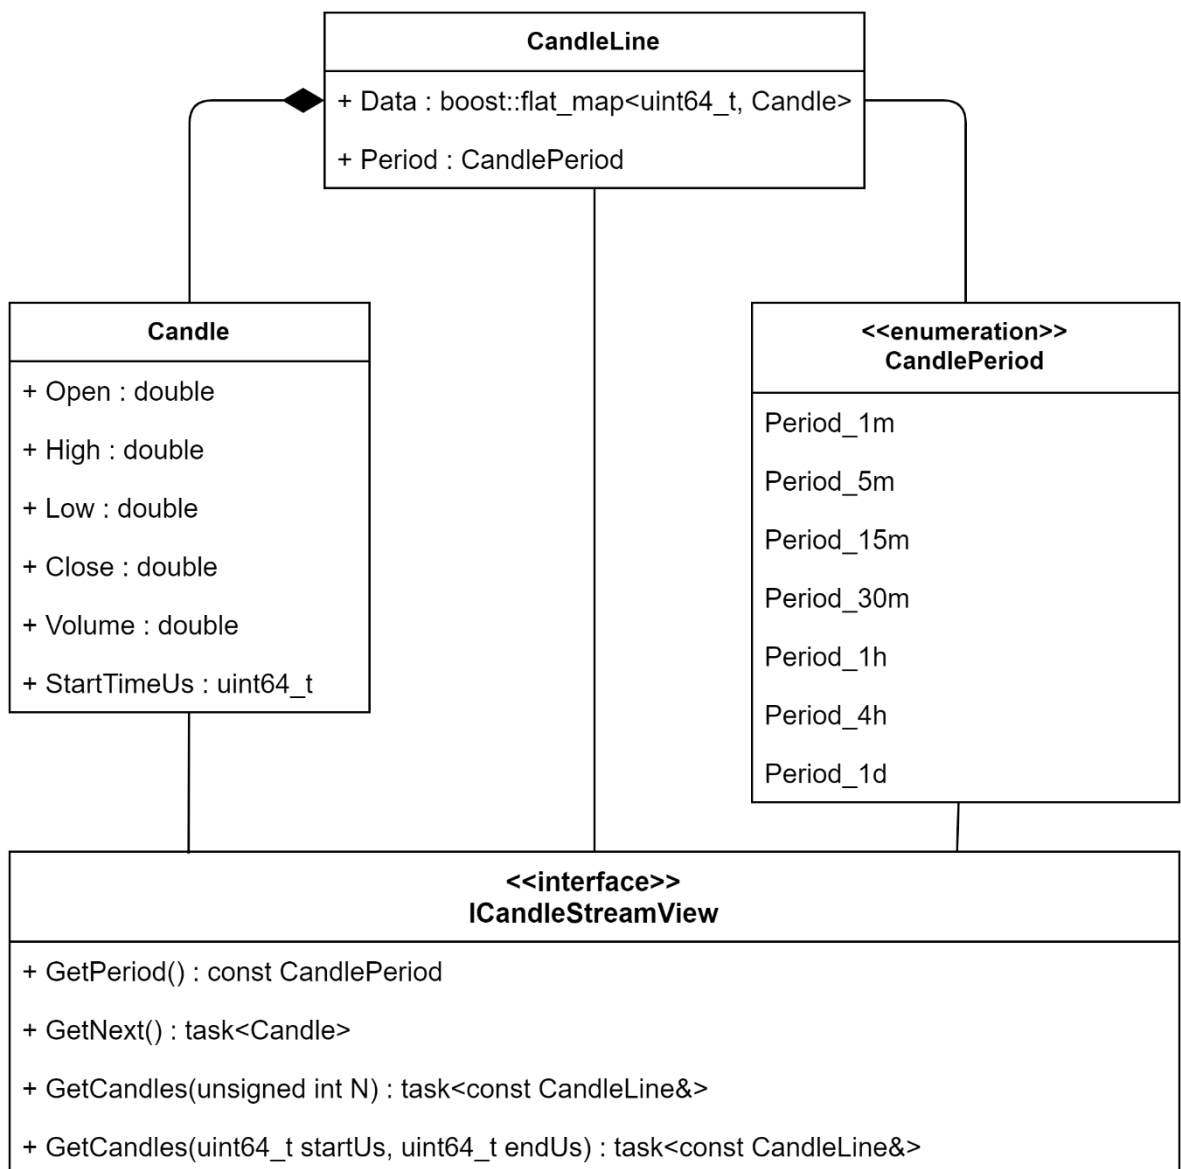 CandleLine
+ Data : boost::flat_map<uint64_t, Candle>
+ Period : CandlePeriod
Candle
+ Open : double
+ High : double
+ Low : double
+ Close : double
+ Volume : double
+ StartTimeUs : uint64_t
<<enumeration>>
CandlePeriod
Period_1m
Period_5m
Period_15m
Period_30m
Period_1h
Period_4h
Period_1d
<<interface>>
ICandleStreamView
+ GetPeriod() : const CandlePeriod
+ GetNext() : task<Candle>
+ GetCandles(unsigned int N) : task<const CandleLine&>
+ GetCandles(uint64_t startUs, uint64_t endUs) : task<const CandleLine&>